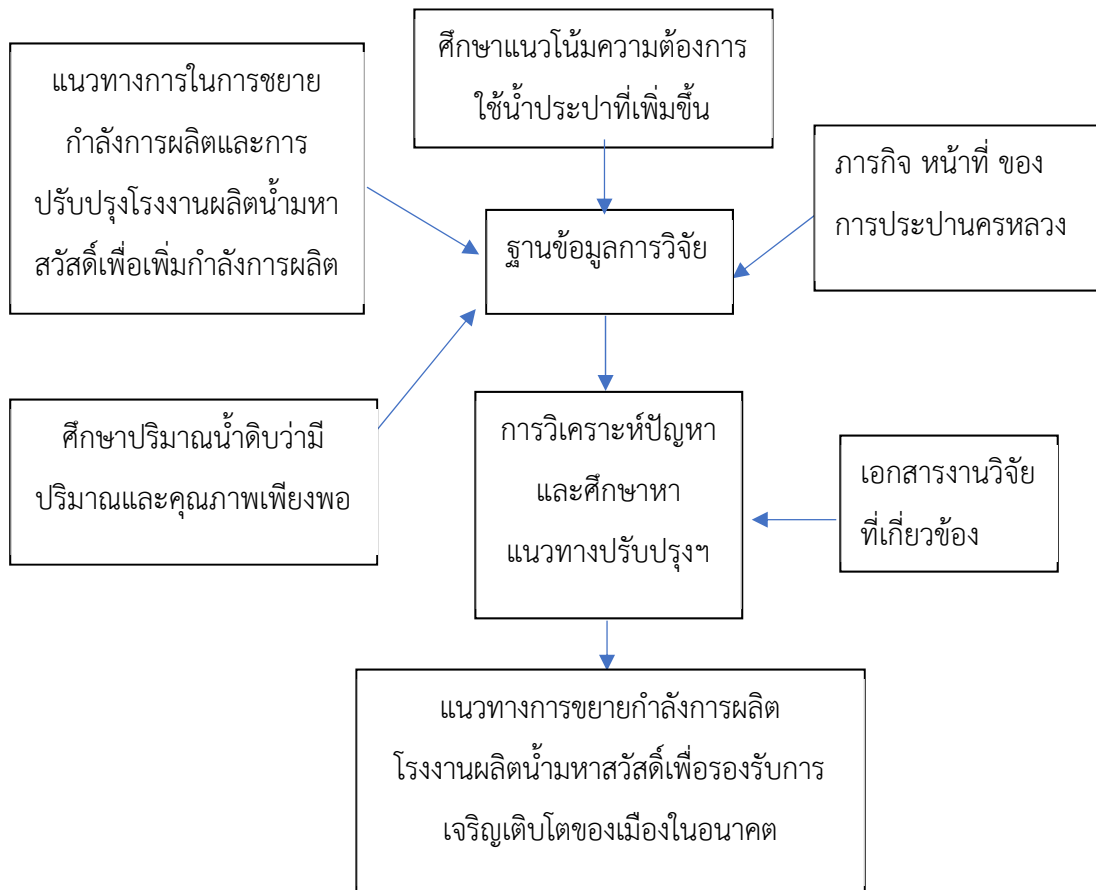 ศึกษาแนวโน้มความต้องการ
ใช้น้ำประปาที่เพิ่มขึ้น
แนวทางการในการชยาย
กำลังการผลิตและการ
ปรับปรุงโรงงานผลิตน้ำมหา
สวัสดิ์เพื่อเพิ่มกำลังการผลิต
ภารกิจ หน้าที่ ของ
การประปานครหลวง
ฐานข้อมูลการวิจัย
ศึกษาปริมาณน้ำดิบว่ามี
ปริมาณและคุณภาพเพียงพอ
การวิเคราะห์ปัญหา
และศึกษาหา
แนวทางปรับปรุงฯ
เอกสารงานวิจัย
ที่เกี่ยวข้อง
แนวทางการขยายกำลังการผลิต
โรงงานผลิตน้ำมหาสวัสดิ์เพื่อรองรับการ
เจริญเติบโตของเมืองในอนาคต